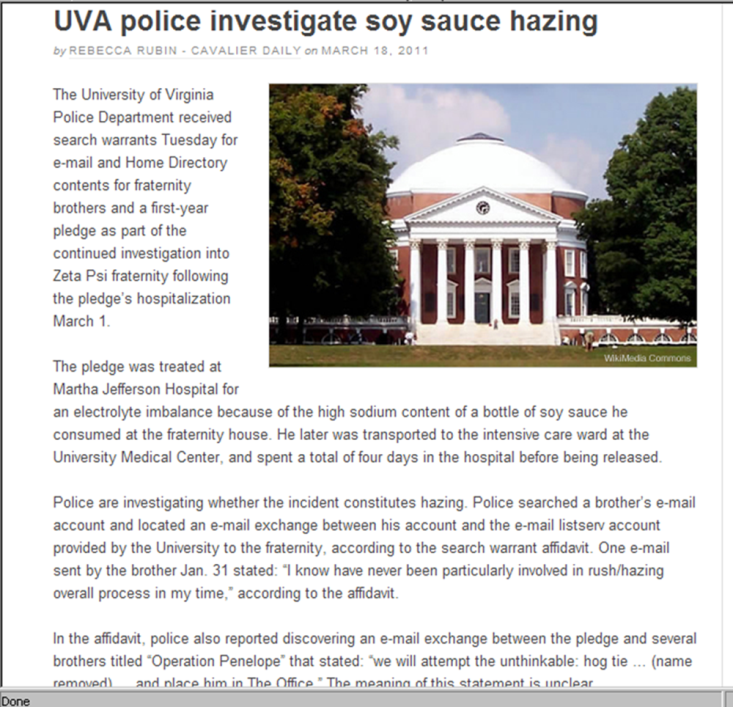 UVA police investigate soy sauce hazing
by REBECCA RUBIN - CAVALIER DAILY on MARCH 18, 2011
The University of Virginia
Police Department received
search warrants Tuesday for
e-mail and Home Directory
contents for fraternity
brothers and a first-year
pledge as part of the
continued investigation into
Zeta Psi fraternity following
the pledge's hospitalization
March 1.
WikiMedia Commons
The pledge was treated at
Martha Jefferson Hospital for
an electrolyte imbalance because of the high sodium content of a bottle of soy sauce he
consumed at the fraternity house. He later was transported to the intensive care ward at the
University Medical Center, and spent a total of four days in the hospital before being released.
Police are investigating whether the incident constitutes hazing. Police searched a brother's e-mail
account and located an e-mail exchange between his account and the e-mail listserv account
provided by the University to the fraternity, according to the search warrant affidavit. One e-mail
sent by the brother Jan. 31 stated: “I know have never been particularly involved in rush/hazing
overall process in my time,” according to the affidavit.
In the affidavit, police also reported discovering an e-mail exchange between the pledge and several
brothers titled “Operation Penelope” that stated: “we will attempt the unthinkable: hog tie ... (name
removed) ... and place him in The Office.” The meaning of this statement is unclear.
Done